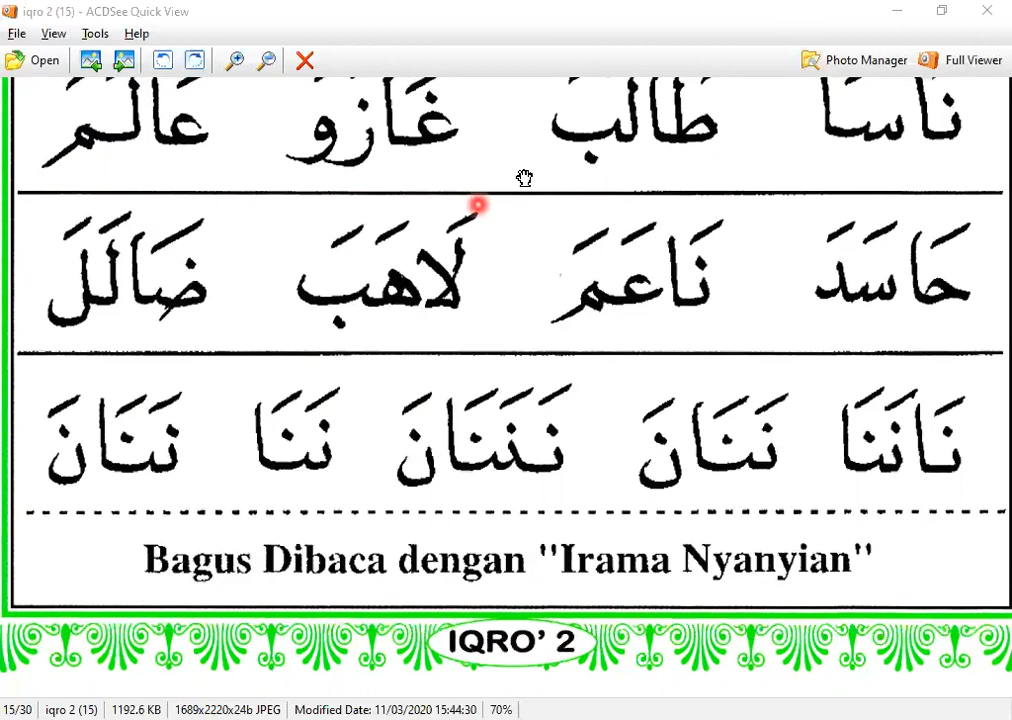 iqro 2 (15) - ACDSee Quick View
File View Tools Help
Open Photo Manager Full Viewer
نَاسَا طَالَبَ غَازَو عَالَمَ
حَاسَدَ نَاعَمَ لَاهَبَ ضَالَلَ
نَانَنَا نَنَانَ نَنَنَانَ نَنَا نَنَانَ
Bagus Dibaca dengan "Irama Nyanyian"
IQRO' 2
15/30 iqro 2 (15) 1192.6 KB 1689x2220x24b JPEG Modified Date: 11/03/2020 15:44:30 70%